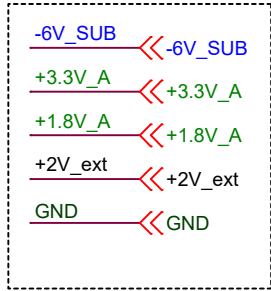 -6V_SUB -6V_SUB
+3.3V_A +3.3V_A
+1.8V_A +1.8V_A
+2V_ext +2V_ext
GND GND